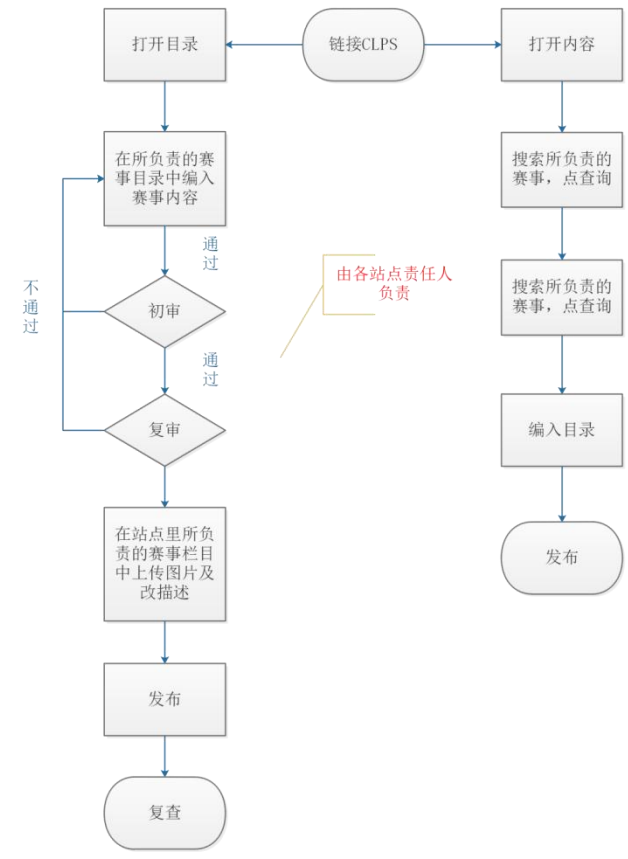 打开目录
链接CLPS
打开内容
在所负责的赛
事目录中编入
赛事内容
搜索所负责的
赛事，点查询
通
过
不
通
过
由各站点责任人
负责
初审
搜索所负责的
赛事，点查询
通
过
复审
编入目录
在站点里所负
责的赛事栏目
中上传图片及
改描述
发布
发布
复查